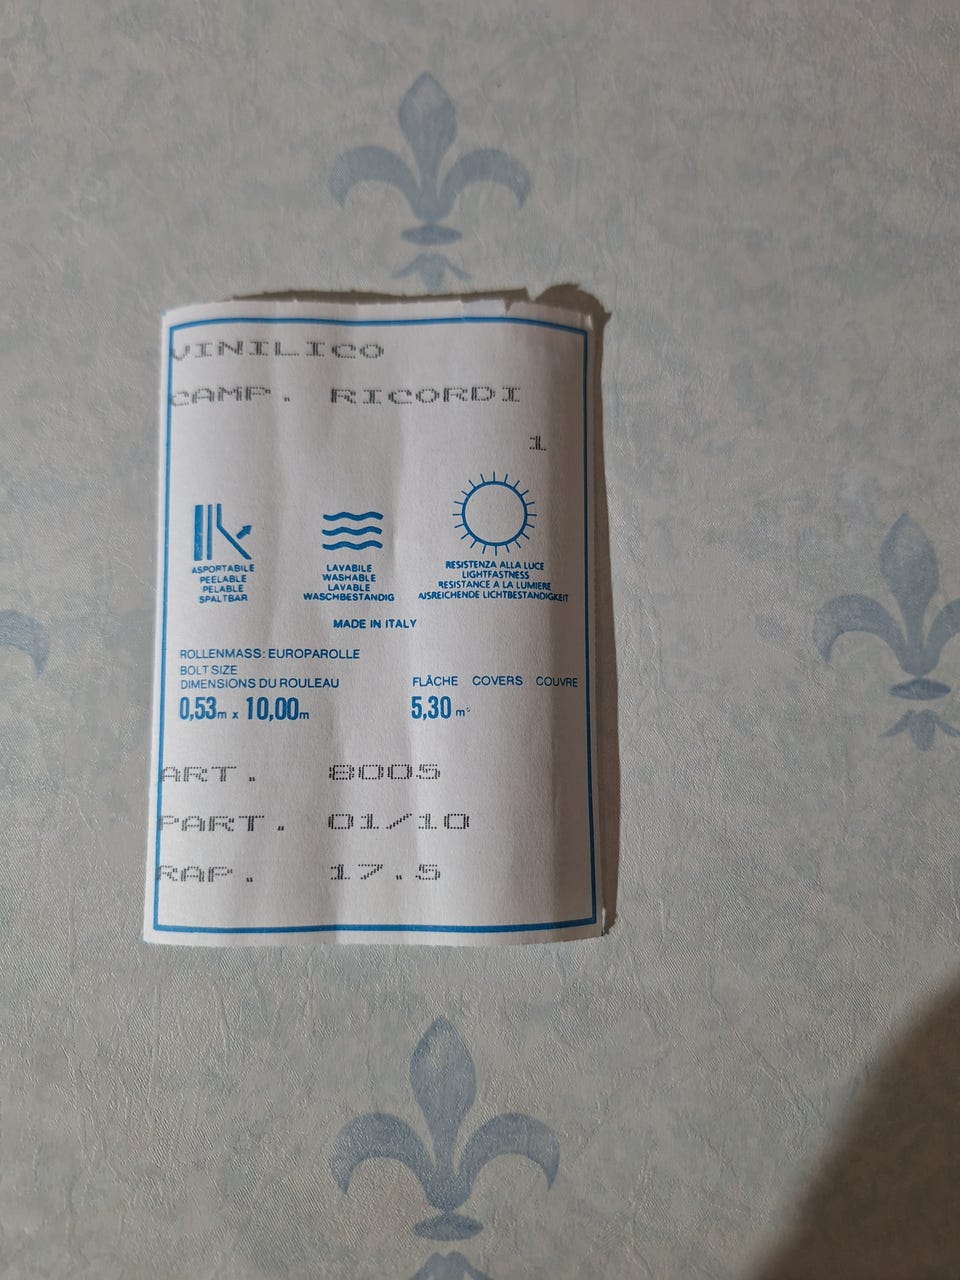 VINILICO
CAMP. RICORDI
1
ASPORTABILE
PEELABLE
PELABLE
SPALTBAR
LAVABILE
WASHABLE
LAVABLE
WASCHBESTANDIG
RESISTENZA ALLA LUCE
LIGHTFASTNESS
RESISTANCE A LA LUMIERE
AISREICHENDE LICHTBESTANDIGKEIT
MADE IN ITALY
ROLLENMASS: EUROPAROLLE
BOLT SIZE
DIMENSIONS DU ROULEAU
0,53m x 10,00m
FLÄCHE COVERS COUVRE
5,30 m²
ART. 8005
PART. 01/10
RAP. 17.5